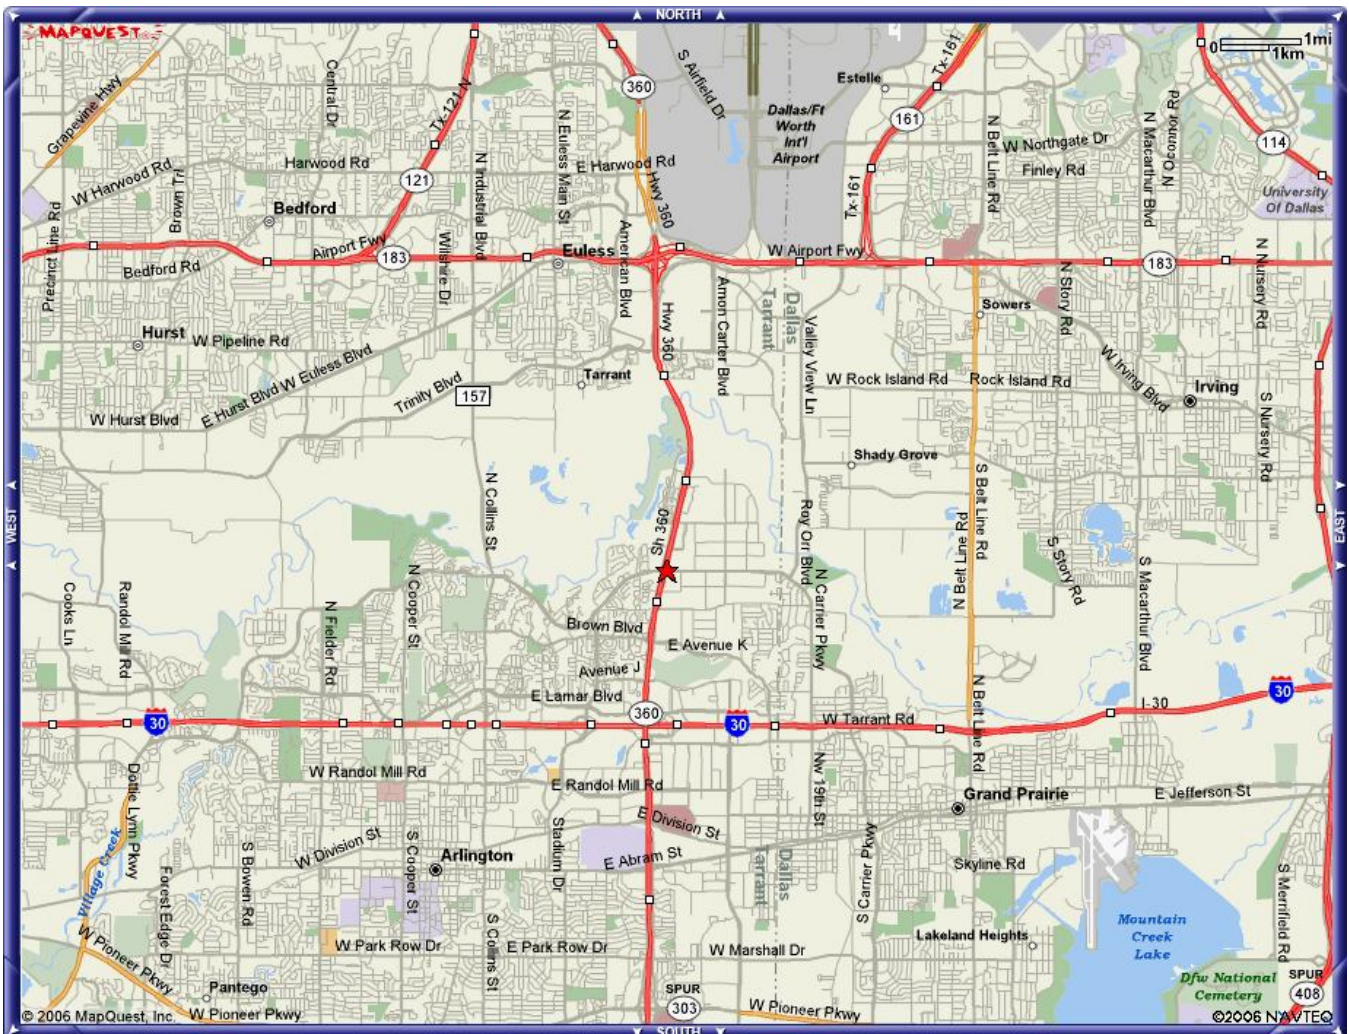 NORTH
MAPQUEST
0 1mi
1km
Grapevine Hwy
Central Dr
Tx-121 N
360
S Airfield Dr
Estelle
Tx-161
Dallas/Ft
Worth
Int'l
Airport
161
N Belt Line Rd
W Northgate Dr
Finley Rd
N Macarthur Blvd
N Oconnor Rd
114
University
Of Dallas
W Harwood Rd
Harwood Rd
Brown Trl
121
N Industrial Blvd
N Euless Main St
E Harwood Rd
Hwy 360
Tx-161
Bedford
Precinct Line Rd
Airport Fwy
183
Wilshire Dr
Euless
American Blvd
W Airport Fwy
183
Bedford Rd
N Story Rd
N Nursery Rd
Hurst
W Pipeline Rd
Hwy 360
Amon Carter Blvd
Tarrant
Dallas
Valley View Ln
Sowers
W Irving Blvd
E Hurst Blvd W Euless Blvd
Trinity Blvd
157
Tarrant
W Rock Island Rd
Rock Island Rd
Irving
W Hurst Blvd
S Nursery Rd
N Collins St
Shady Grove
S Belt Line Rd
WEST
EAST
Sh 360
Roy Orr Blvd
N Belt Line Rd
S Story Rd
Cooks Ln
Randol Mill Rd
N Fielder Rd
N Cooper St
Brown Blvd
E Avenue K
N Carrier Pkwy
S Macarthur Blvd
Avenue J
E Lamar Blvd
N Belt Line Rd
I-30
30
30
360
30
W Tarrant Rd
Dottie Lynn Pkwy
W Randol Mill Rd
E Randol Mill Rd
Nw 19th St
Grand Prairie
E Jefferson St
Village Creek
W Division St
E Division St
Stadium Dr
Arlington
E Abram St
Tarrant
Dallas
S Carrier Pkwy
Skyline Rd
Forest Edge Dr
S Bowen Rd
S Cooper St
S Collins St
W Pioneer Pkwy
W Park Row Dr
E Park Row Dr
W Marshall Dr
Lakeland Heights
Mountain
Creek
Lake
S Merrifield Rd
Pantego
W Pioneer Pkwy
SPUR
303
W Pioneer Pkwy
Dfw National
Cemetery
SPUR
408
© 2006 MapQuest, Inc.
©2006 NAVTEQ
SOUTH